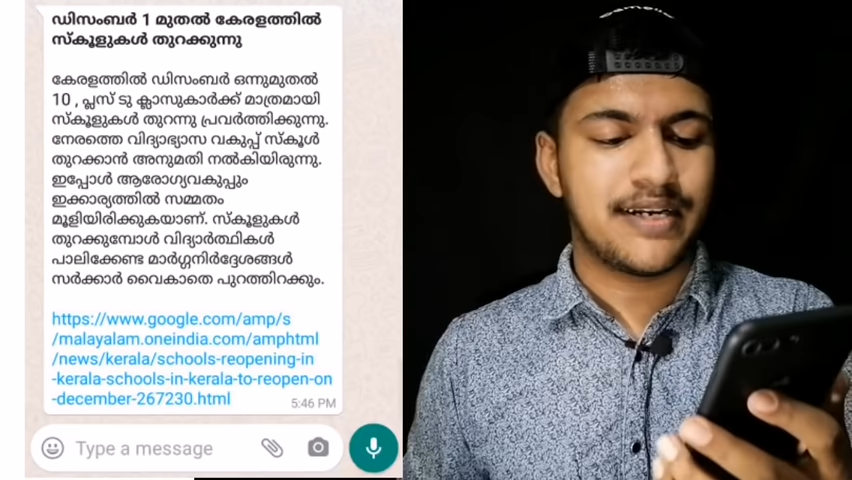 ഡിസംബർ 1 മുതൽ കേരളത്തിൽ
സ്കൂളുകൾ തുറക്കുന്നു
കേരളത്തിൽ ഡിസംബർ ഒന്നുമുതൽ
10 , പ്ലസ് ടു ക്ലാസുകാർക്ക് മാത്രമായി
സ്കൂളുകൾ തുറന്നു പ്രവർത്തിക്കുന്നു.
നേരത്തെ വിദ്യാഭ്യാസ വകുപ്പ് സ്കൂൾ
തുറക്കാൻ അനുമതി നൽകിയിരുന്നു.
ഇപ്പോൾ ആരോഗ്യവകുപ്പും
ഇക്കാര്യത്തിൽ സമ്മതം
മൂളിയിരിക്കുകയാണ്. സ്കൂളുകൾ
തുറക്കുമ്പോൾ വിദ്യാർത്ഥികൾ
പാലിക്കേണ്ട മാർഗ്ഗനിർദ്ദേശങ്ങൾ
സർക്കാർ വൈകാതെ പുറത്തിറക്കും.
https://www.google.com/amp/s
/malayalam.oneindia.com/amphtml
/news/kerala/schools-reopening-in
-kerala-schools-in-kerala-to-reopen-on
-december-267230.html
5:46 PM
Type a message